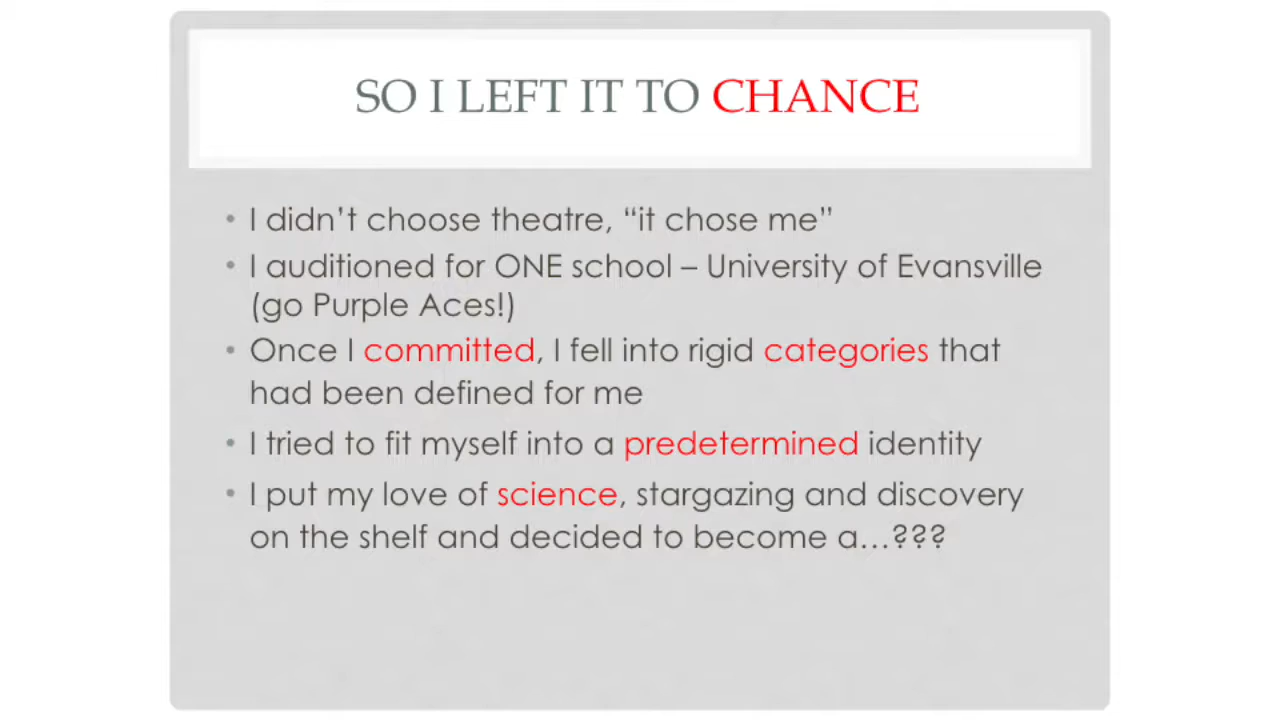 SO I LEFT IT TO CHANCE
• I didn’t choose theatre, “it chose me”
• I auditioned for ONE school – University of Evansville
(go Purple Aces!)
• Once I committed, I fell into rigid categories that
had been defined for me
• I tried to fit myself into a predetermined identity
• I put my love of science, stargazing and discovery
on the shelf and decided to become a…???